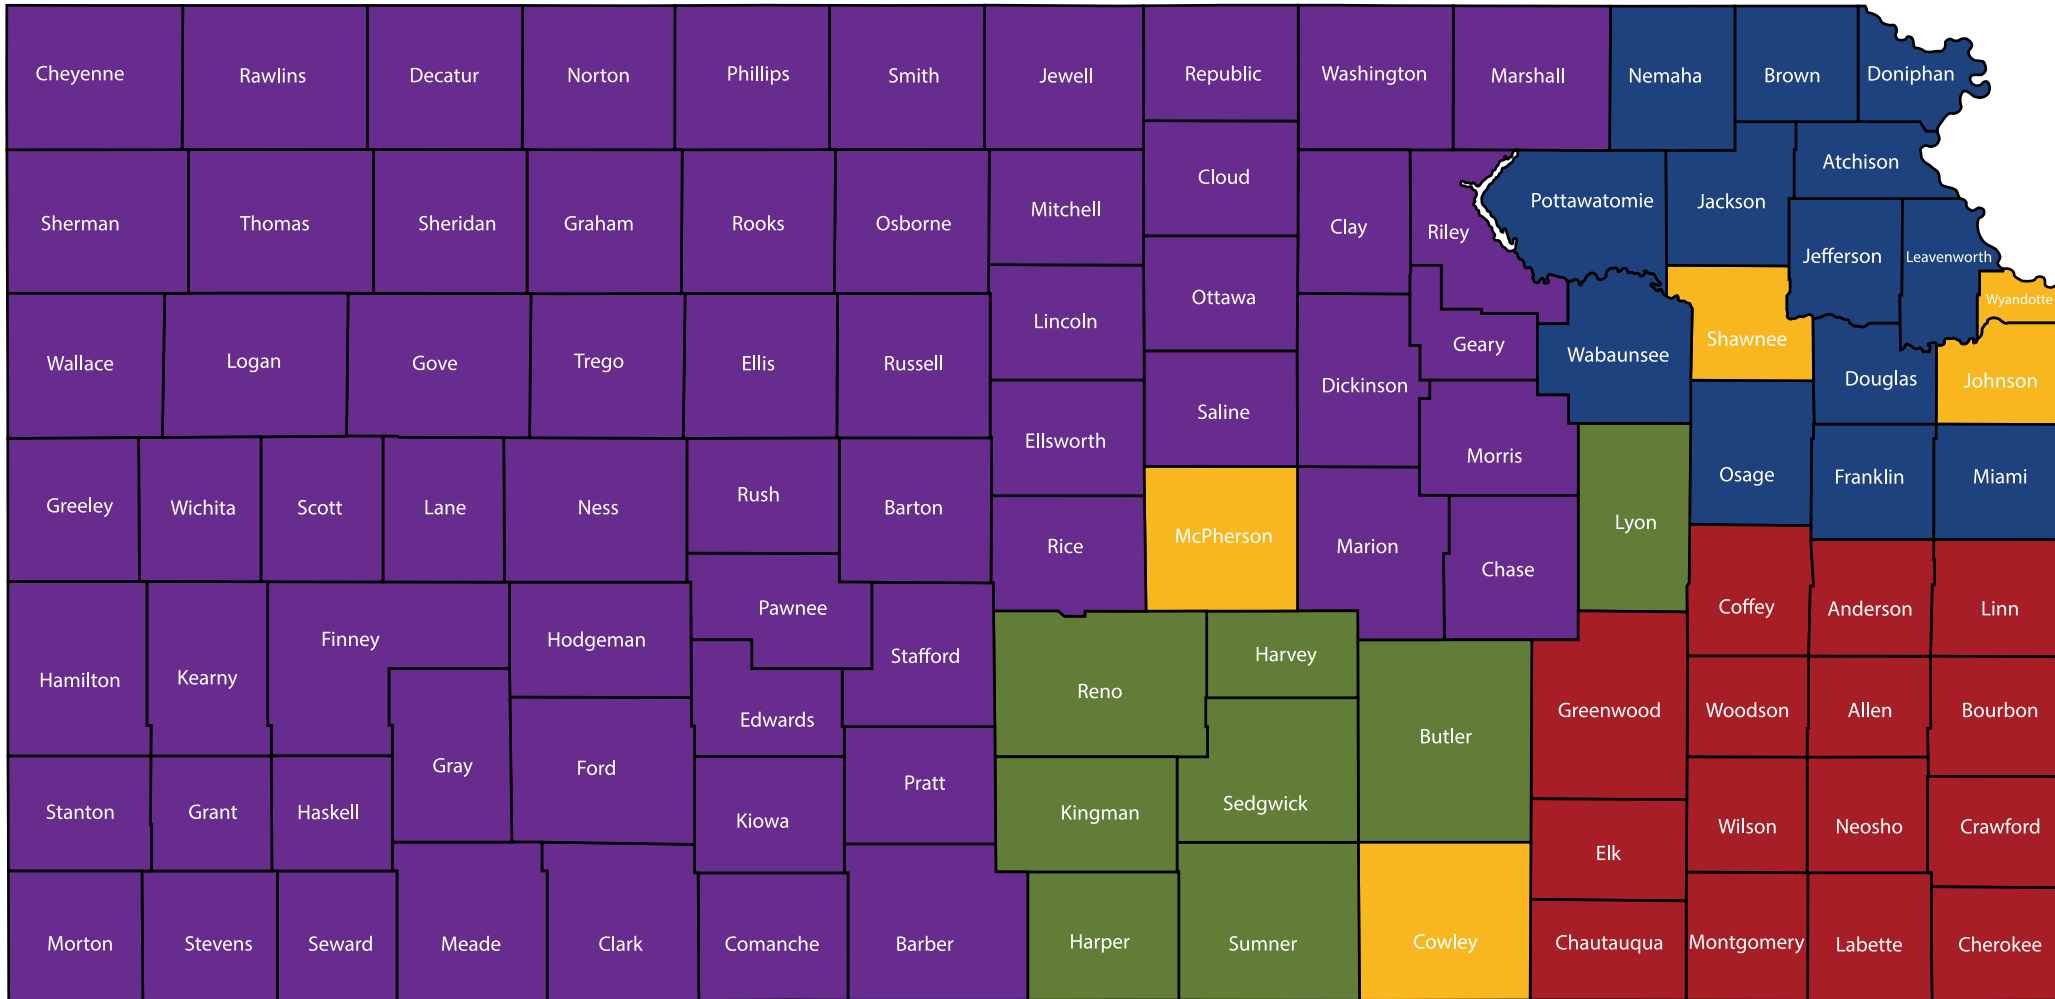 Cheyenne
Rawlins
Decatur
Norton
Phillips
Smith
Jewell
Republic
Washington
Marshall
Nemaha
Brown
Doniphan
Sherman
Thomas
Sheridan
Graham
Rooks
Osborne
Mitchell
Cloud
Clay
Riley
Pottawatomie
Jackson
Atchison
Jefferson
Leavenworth
Wyandotte
Wallace
Logan
Gove
Trego
Ellis
Russell
Lincoln
Ottawa
Geary
Wabaunsee
Shawnee
Douglas
Johnson
Ellsworth
Saline
Dickinson
Morris
Greeley
Wichita
Scott
Lane
Ness
Rush
Barton
Rice
McPherson
Marion
Chase
Lyon
Osage
Franklin
Miami
Hamilton
Kearny
Finney
Hodgeman
Pawnee
Stafford
Reno
Harvey
Butler
Greenwood
Coffey
Anderson
Linn
Gray
Ford
Edwards
Pratt
Kingman
Sedgwick
Woodson
Allen
Bourbon
Stanton
Grant
Haskell
Kiowa
Elk
Wilson
Neosho
Crawford
Morton
Stevens
Seward
Meade
Clark
Comanche
Barber
Harper
Sumner
Cowley
Chautauqua
Montgomery
Labette
Cherokee